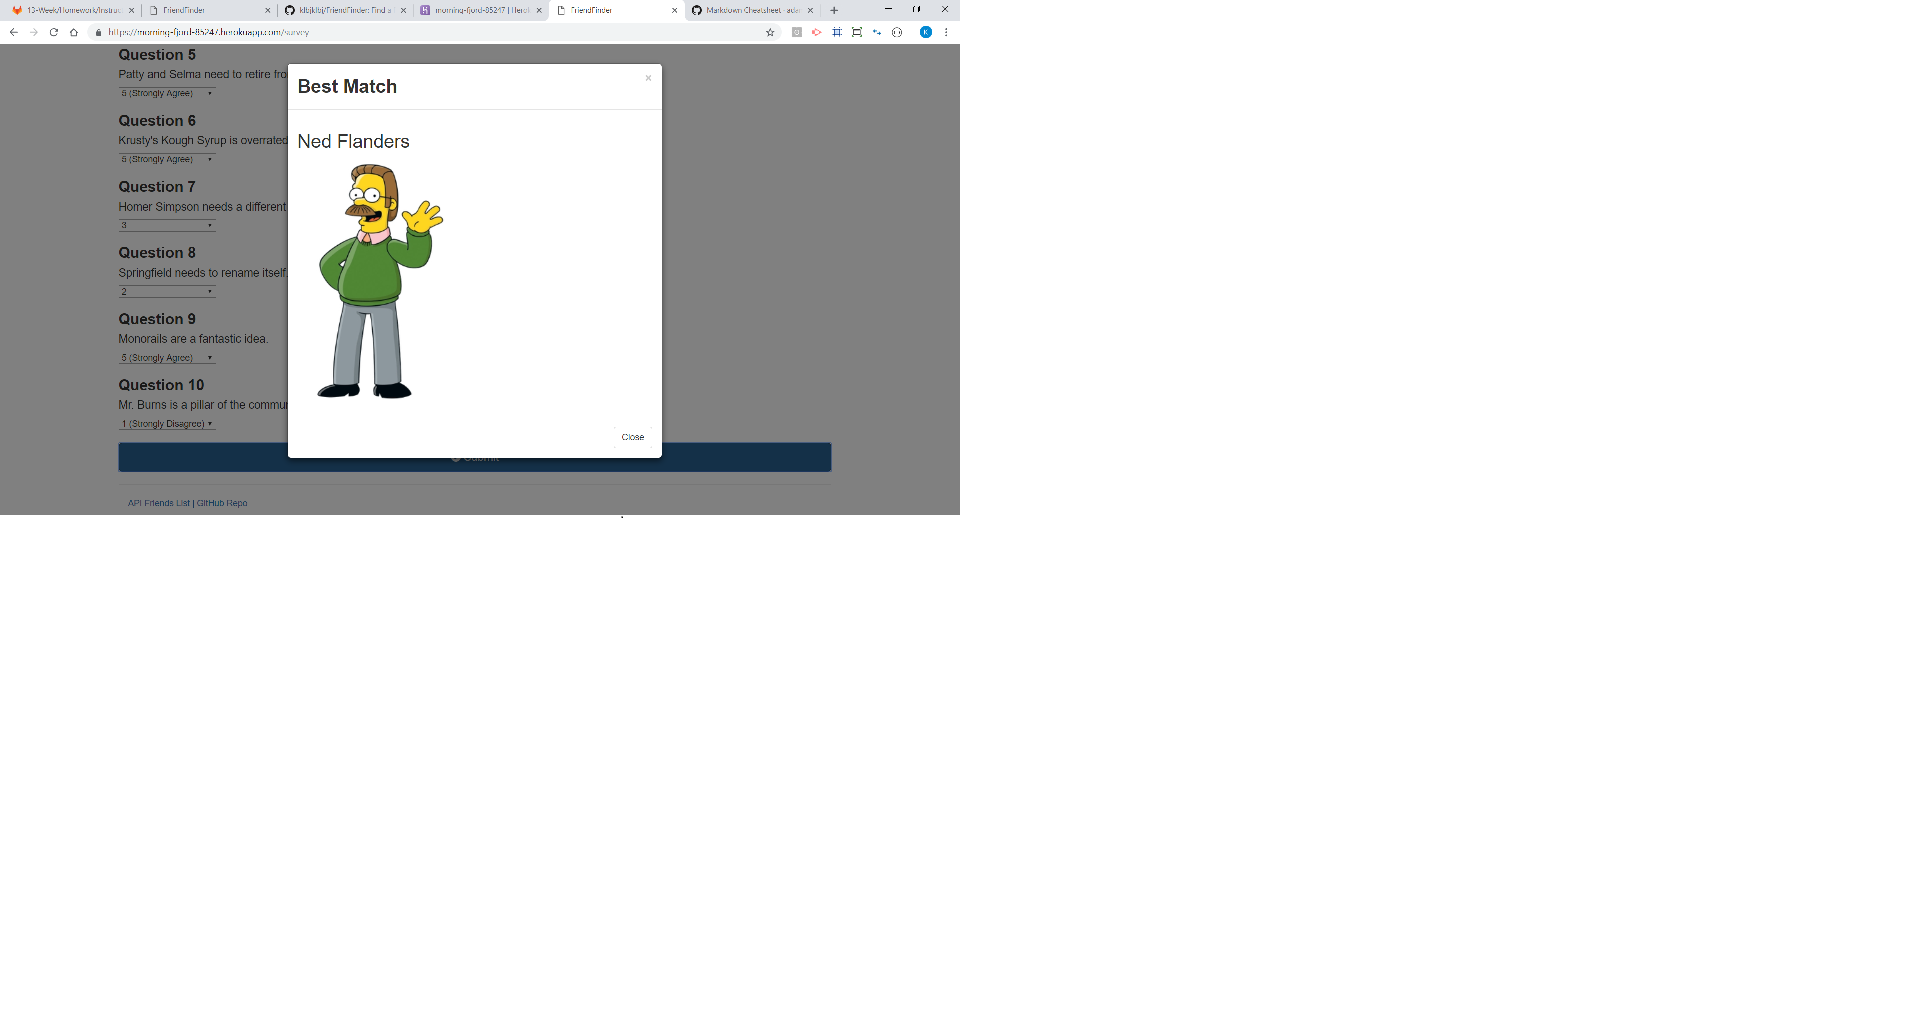 13-Week/Homework/Instruc
FriendFinder
klbjklbj/FriendFinder: Find a
morning-fjord-85247 | Herok
FriendFinder
Markdown Cheatsheet · adam
https://morning-fjord-85247.herokuapp.com/survey
K
Question 5
Patty and Selma need to retire fro
5 (Strongly Agree)
Question 6
Krusty's Kough Syrup is overrated
5 (Strongly Agree)
Question 7
Homer Simpson needs a different
3
Question 8
Springfield needs to rename itself.
2
Question 9
Monorails are a fantastic idea.
5 (Strongly Agree)
Question 10
Mr. Burns is a pillar of the commun
1 (Strongly Disagree)
Best Match
×
Ned Flanders
Close
Submit
API Friends List | GitHub Repo